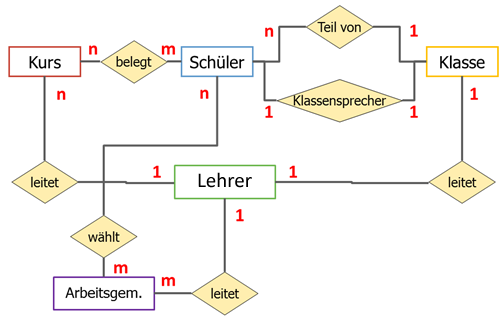 Teil von
n
1
Kurs
n
belegt
m
Schüler
Klasse
1
Klassensprecher
1
n
n
1
leitet
1
Lehrer
1
leitet
1
wählt
m
Arbeitsgem.
m
leitet